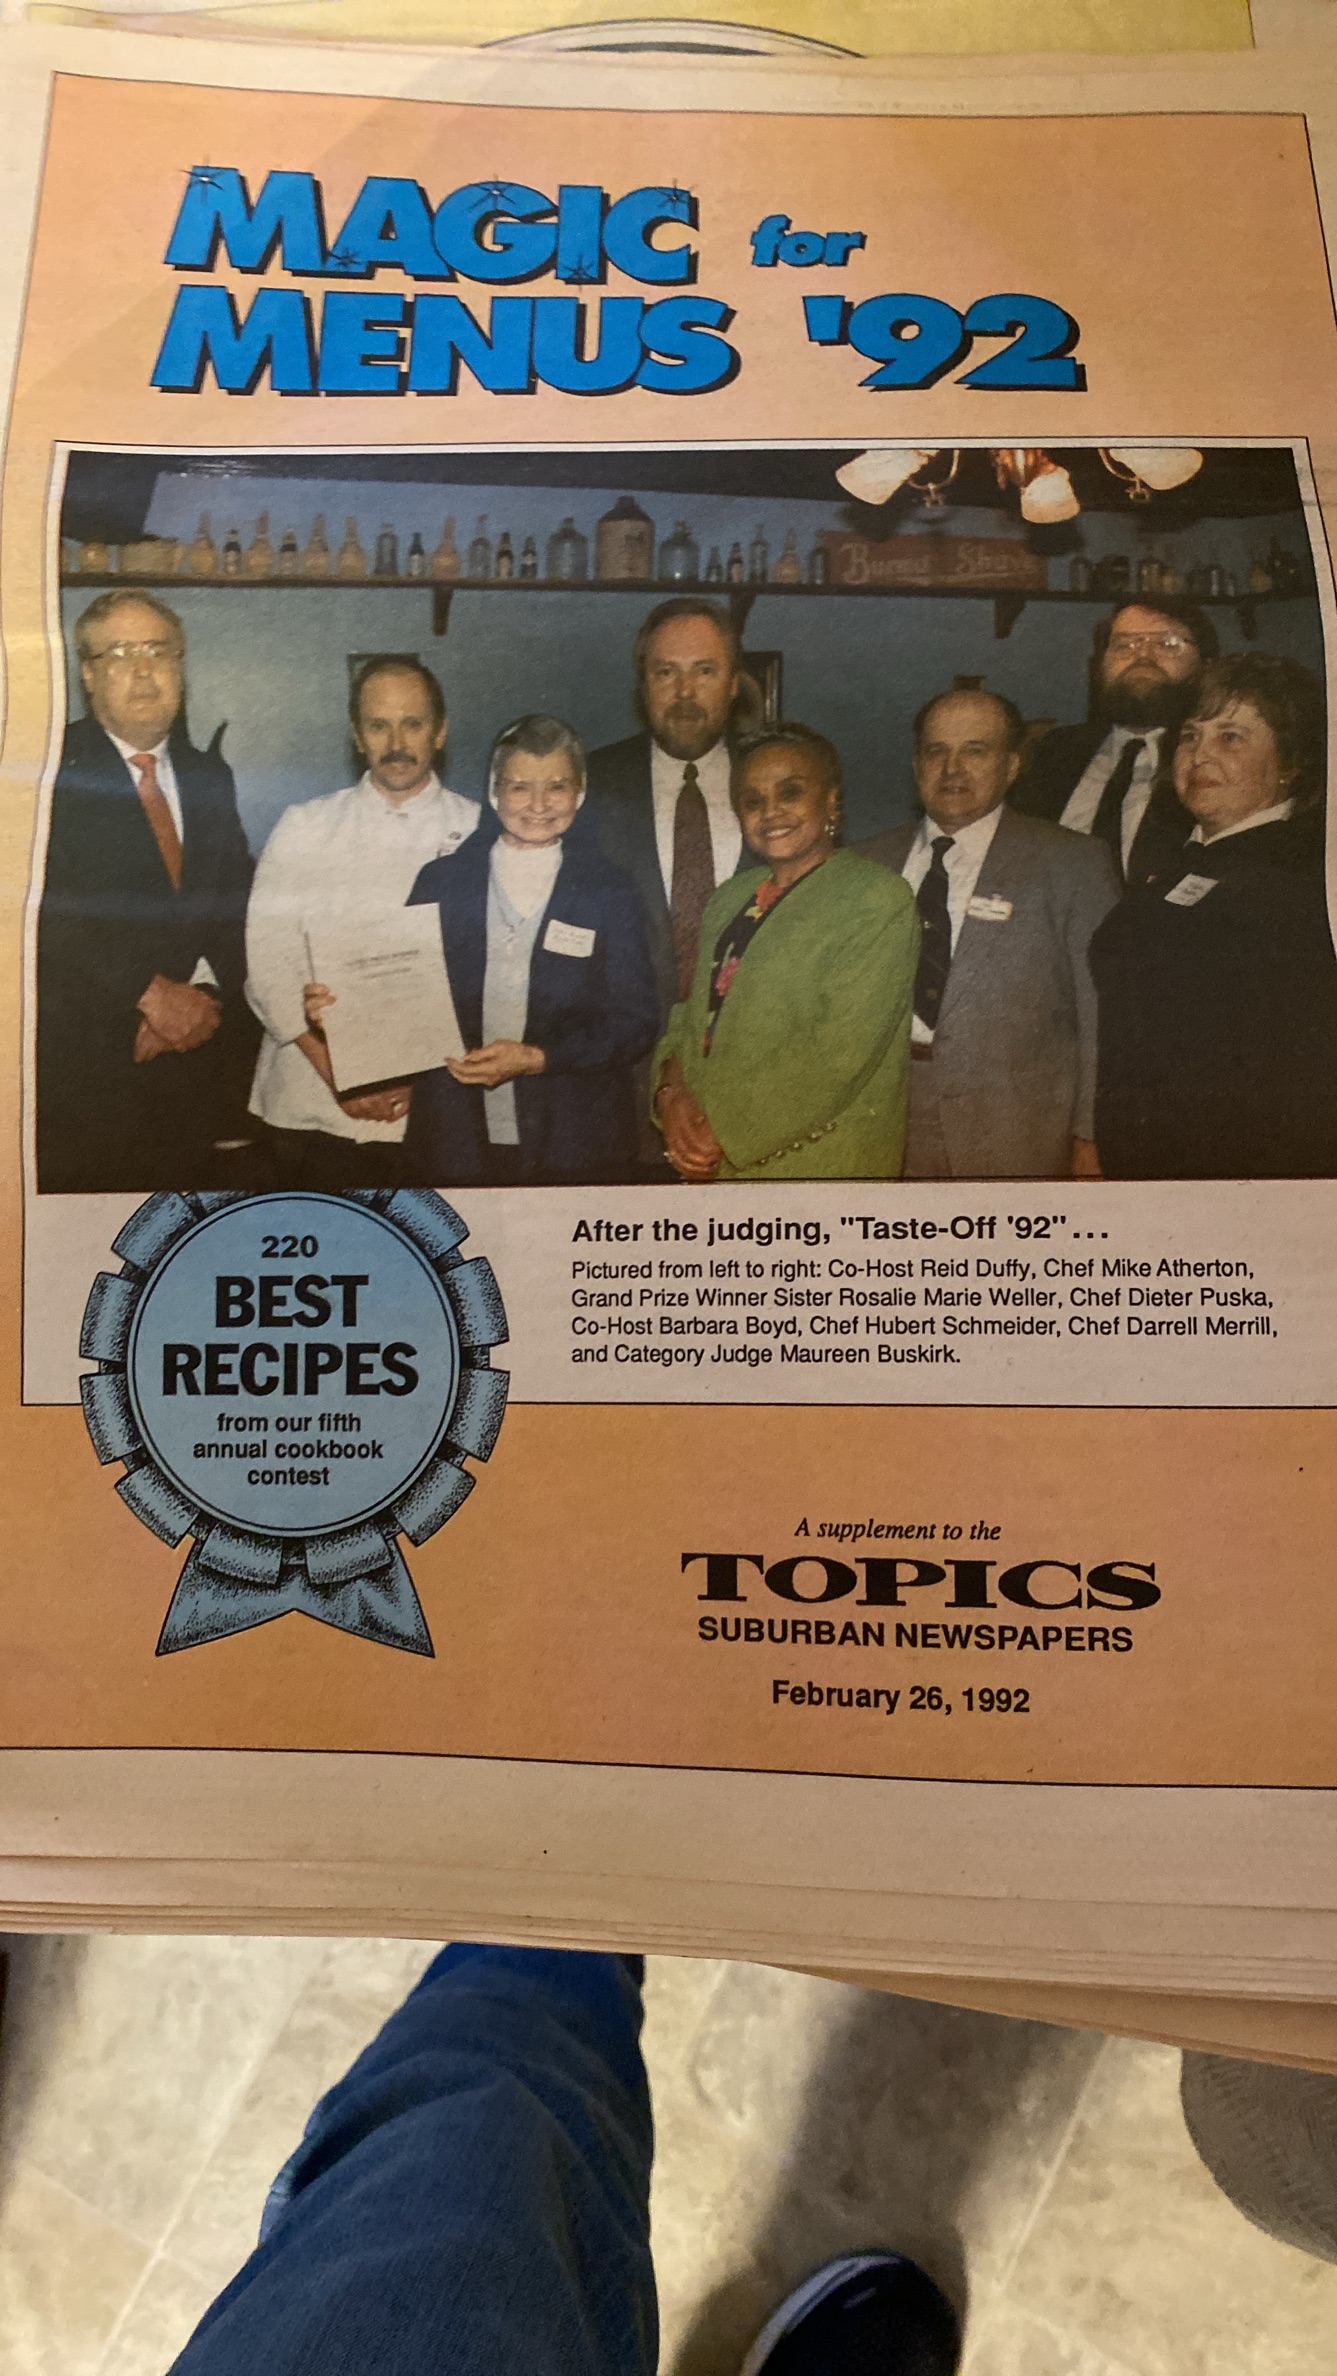 MAGIC for
MENUS '92
After the judging, "Taste-Off '92"...
Pictured from left to right: Co-Host Reid Duffy, Chef Mike Atherton,
Grand Prize Winner Sister Rosalie Marie Weller, Chef Dieter Puska,
Co-Host Barbara Boyd, Chef Hubert Schmeider, Chef Darrell Merrill,
and Category Judge Maureen Buskirk.
220
BEST
RECIPES
from our fifth
annual cookbook
contest
A supplement to the
TOPICS
SUBURBAN NEWSPAPERS
February 26, 1992